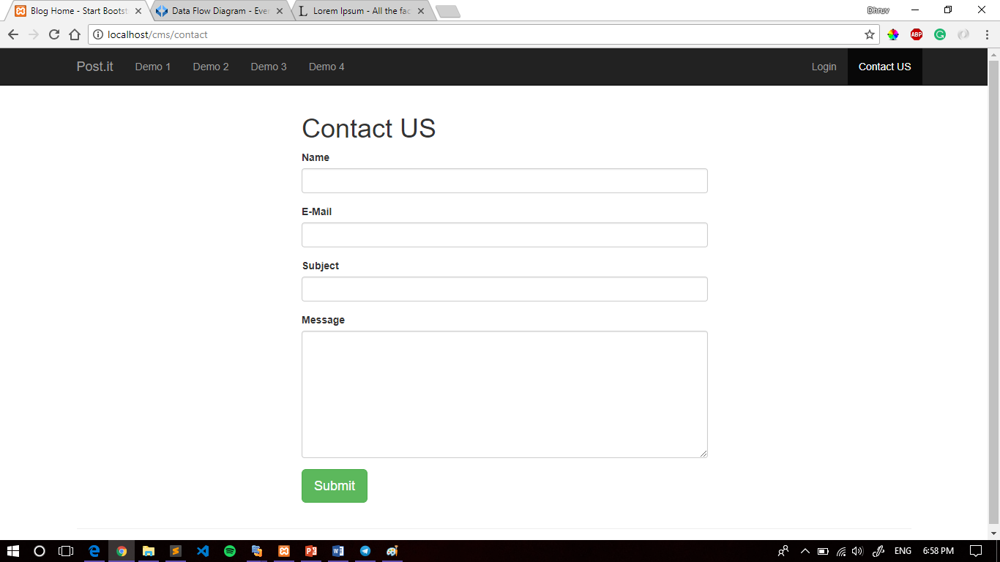 Blog Home - Start Bootst
Data Flow Diagram - Ever
Lorem Ipsum - All the fac
Dhruv
localhost/cms/contact
ABP
Post.it
Demo 1
Demo 2
Demo 3
Demo 4
Login
Contact US
Contact US
Name
E-Mail
Subject
Message
Submit
ENG
6:58 PM